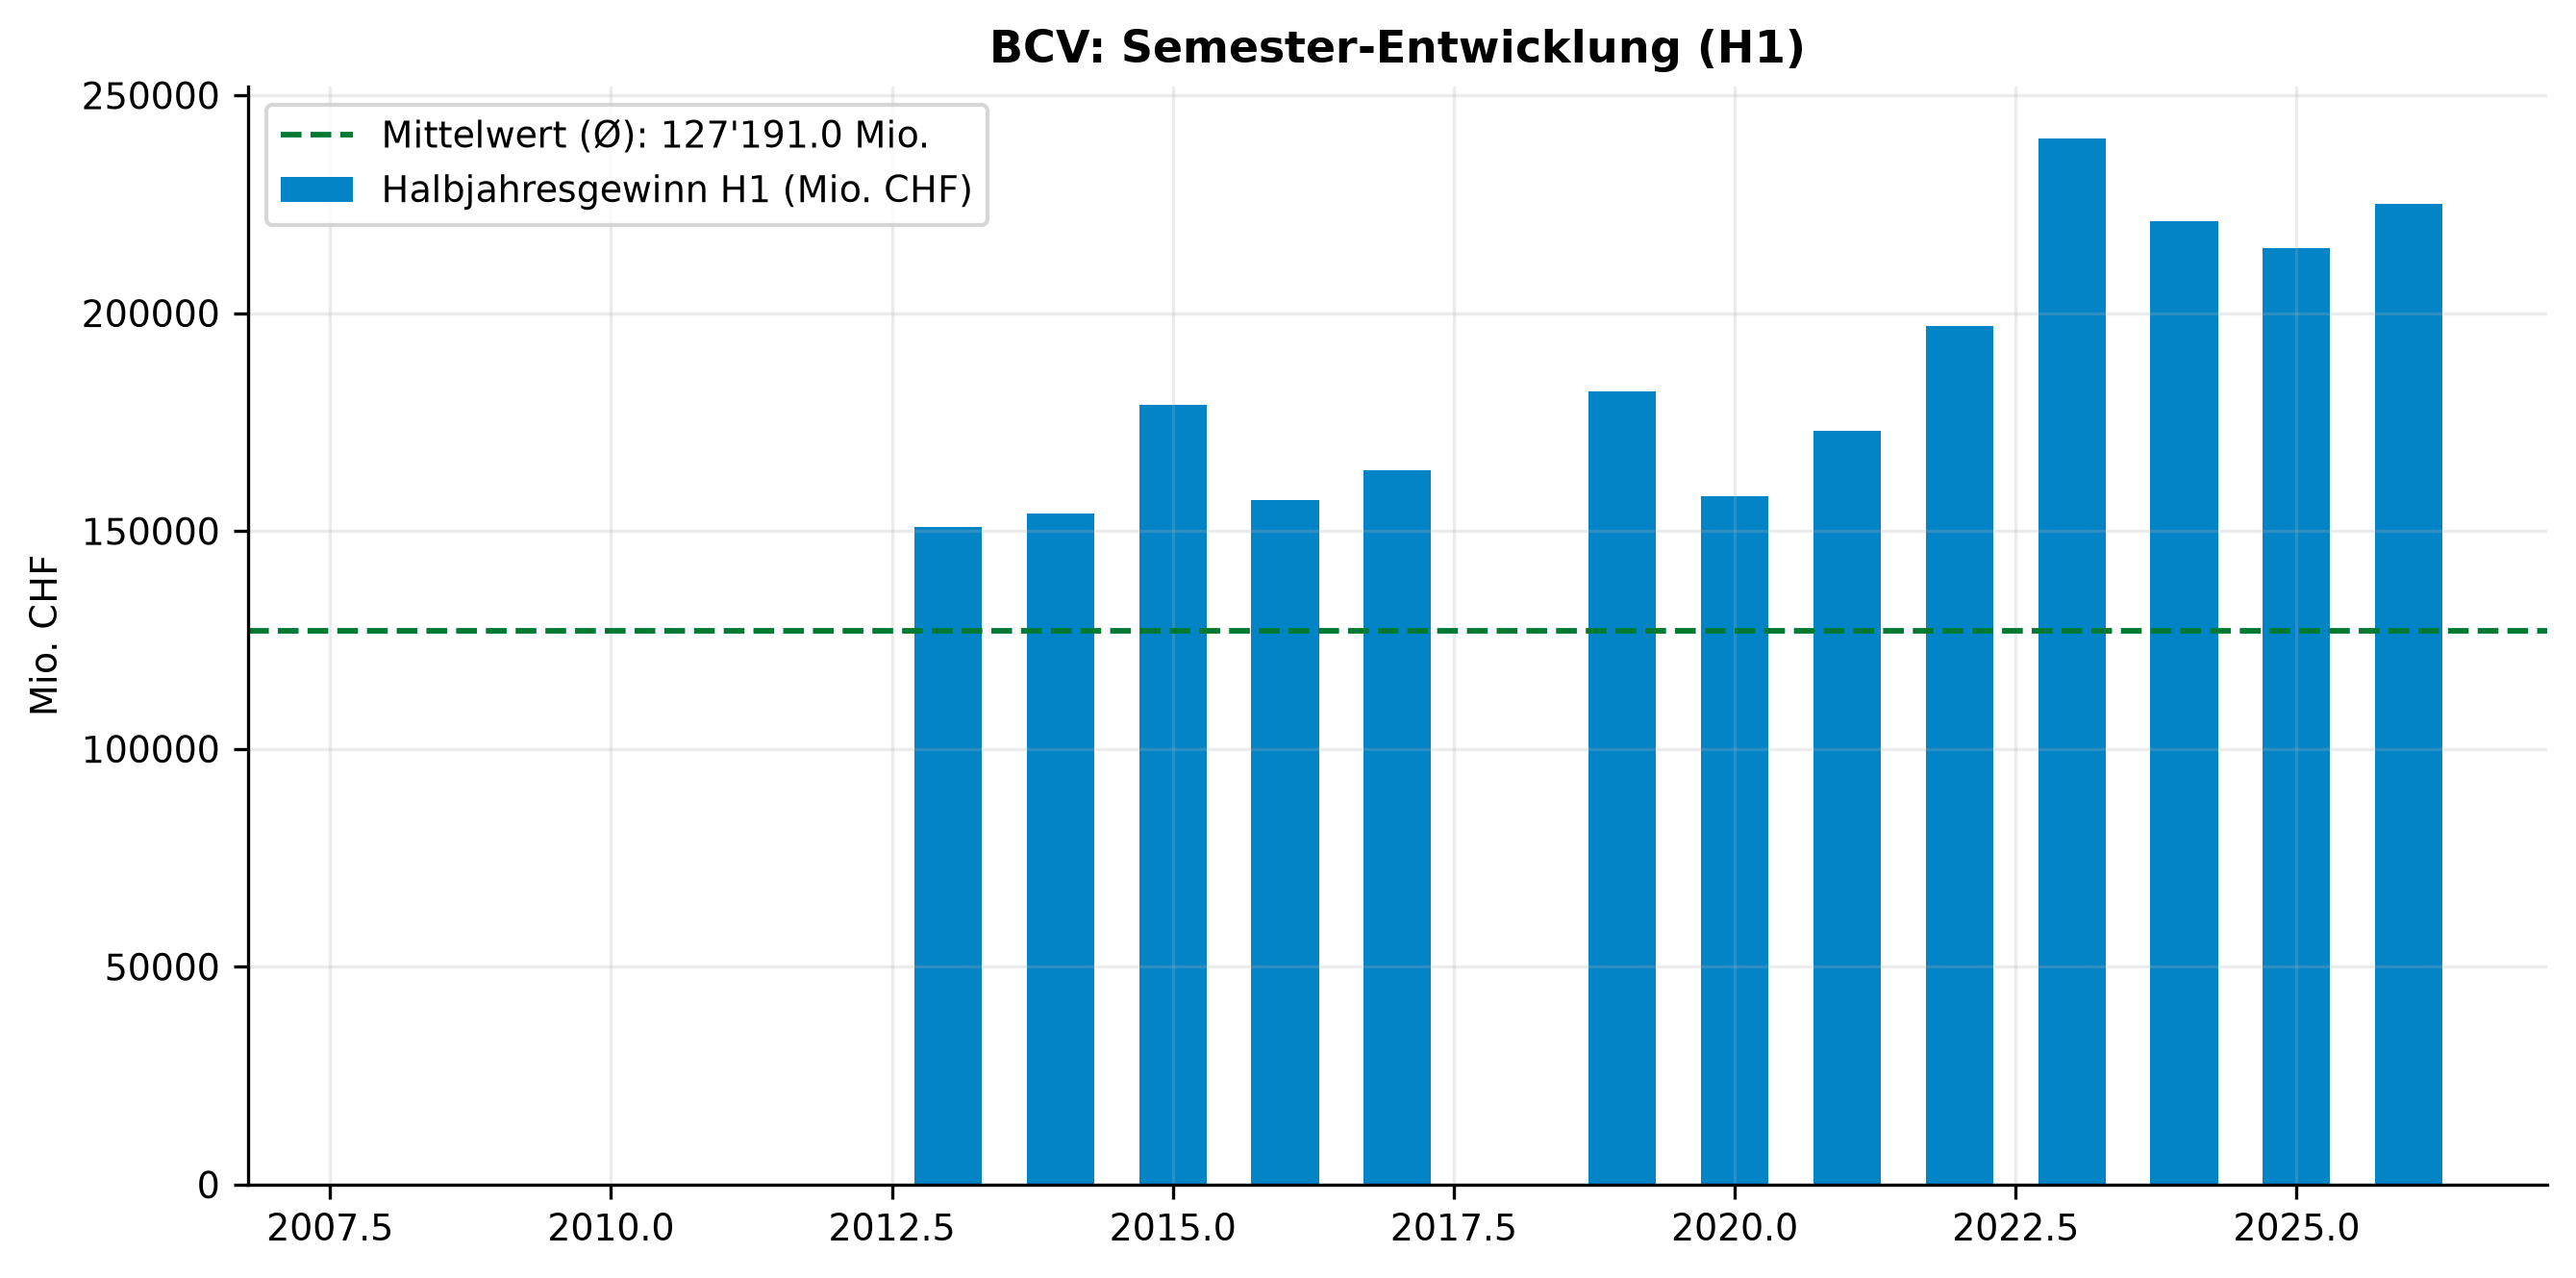 BCV: Semester-Entwicklung (H1)
Mittelwert (Ø): 127'191.0 Mio.
Halbjahresgewinn H1 (Mio. CHF)
Mio. CHF
250000
200000
150000
100000
50000
0
2007.5 2010.0 2012.5 2015.0 2017.5 2020.0 2022.5 2025.0